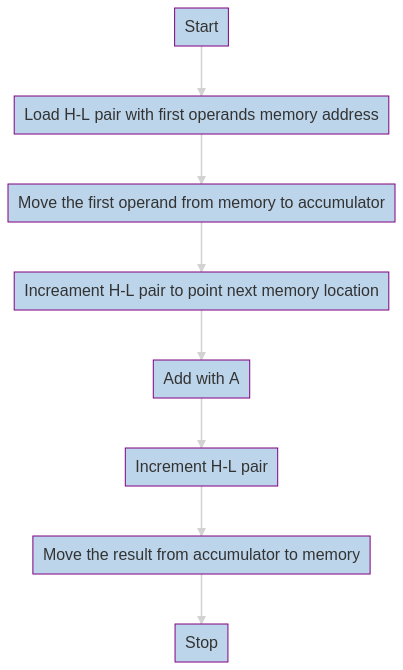 Start
Load H-L pair with first operands memory address
Move the first operand from memory to accumulator
Increament H-L pair to point next memory location
Add with A
Increment H-L pair
Move the result from accumulator to memory
Stop